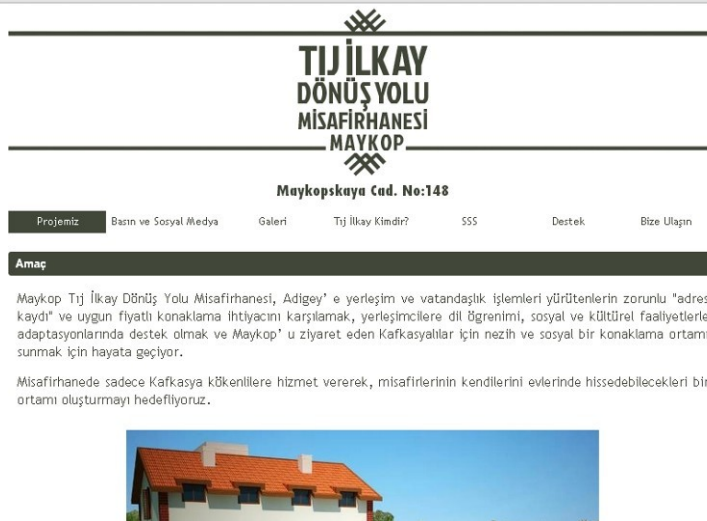 TIJ İLKAY
DÖNÜŞ YOLU
MİSAFİRHANESİ
MAYKOP
Maykopskaya Cad. No:148
Projemiz Basın ve Sosyal Medya Galeri Tıj İlkay Kimdir? SSS Destek Bize Ulaşın
Amaç
Maykop Tıj İlkay Dönüş Yolu Misafirhanesi, Adigey’ e yerleşim ve vatandaşlık işlemleri yürütenlerin zorunlu "adres
kaydı" ve uygun fiyatlı konaklama ihtiyacını karşılamak, yerleşimcilere dil öğrenimi, sosyal ve kültürel faaliyetlerle
adaptasyonlarında destek olmak ve Maykop’ u ziyaret eden Kafkasyalılar için nezih ve sosyal bir konaklama ortamı
sunmak için hayata geçiyor.
Misafirhanede sadece Kafkasya kökenlilere hizmet vererek, misafirlerinin kendilerini evlerinde hissedebilecekleri bir
ortamı oluşturmayı hedefliyoruz.